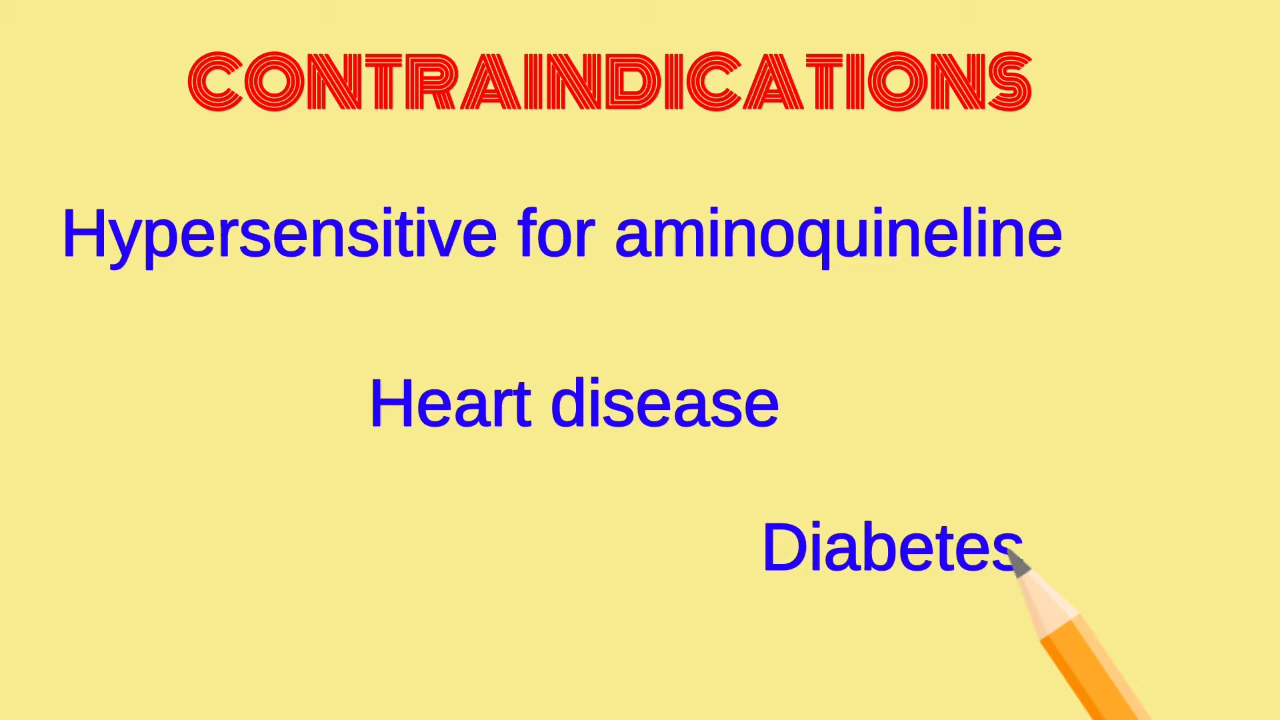 CONTRAINDICATIONS
Hypersensitive for aminoquineline
Heart disease
Diabetes